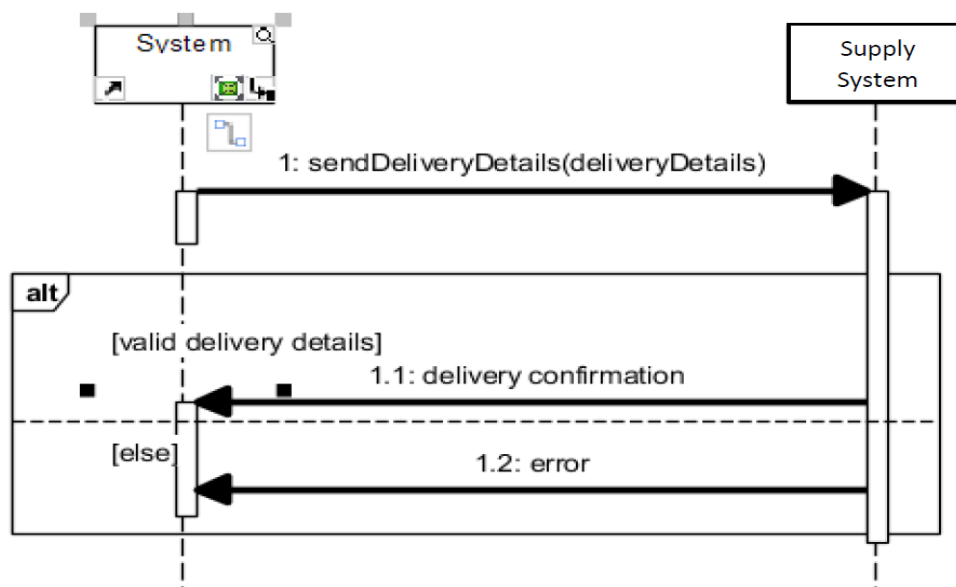 System
Supply
System
1: sendDeliveryDetails(deliveryDetails)
alt
[valid delivery details]
1.1: delivery confirmation
[else]
1.2: error